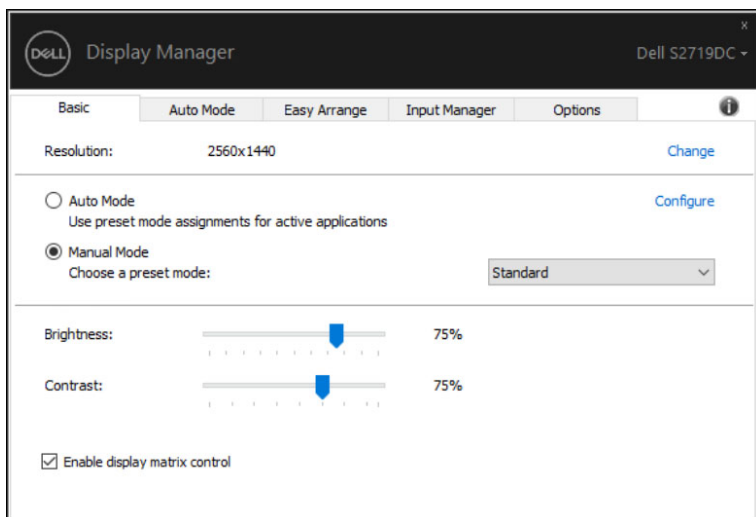 x
DELL Display Manager Dell S2719DC
Basic Auto Mode Easy Arrange Input Manager Options i
Resolution: 2560x1440 Change
Auto Mode Configure
Use preset mode assignments for active applications
Manual Mode
Choose a preset mode: Standard
Brightness: 75%
Contrast: 75%
Enable display matrix control